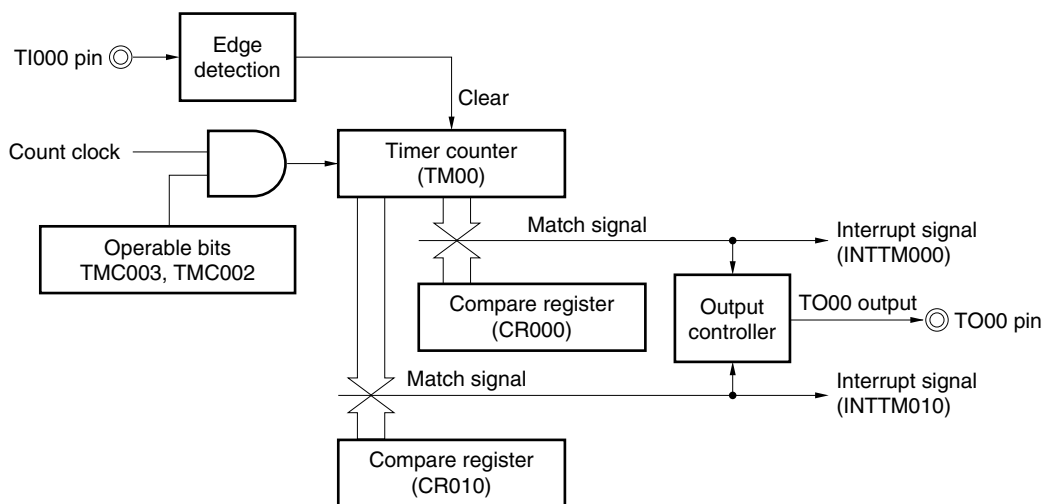 TI000 pin
Edge
detection
Clear
Count clock
Timer counter
(TM00)
Operable bits
TMC003, TMC002
Match signal
Interrupt signal
(INTTM000)
Compare register
(CR000)
Output
controller
TO00 output
TO00 pin
Match signal
Interrupt signal
(INTTM010)
Compare register
(CR010)